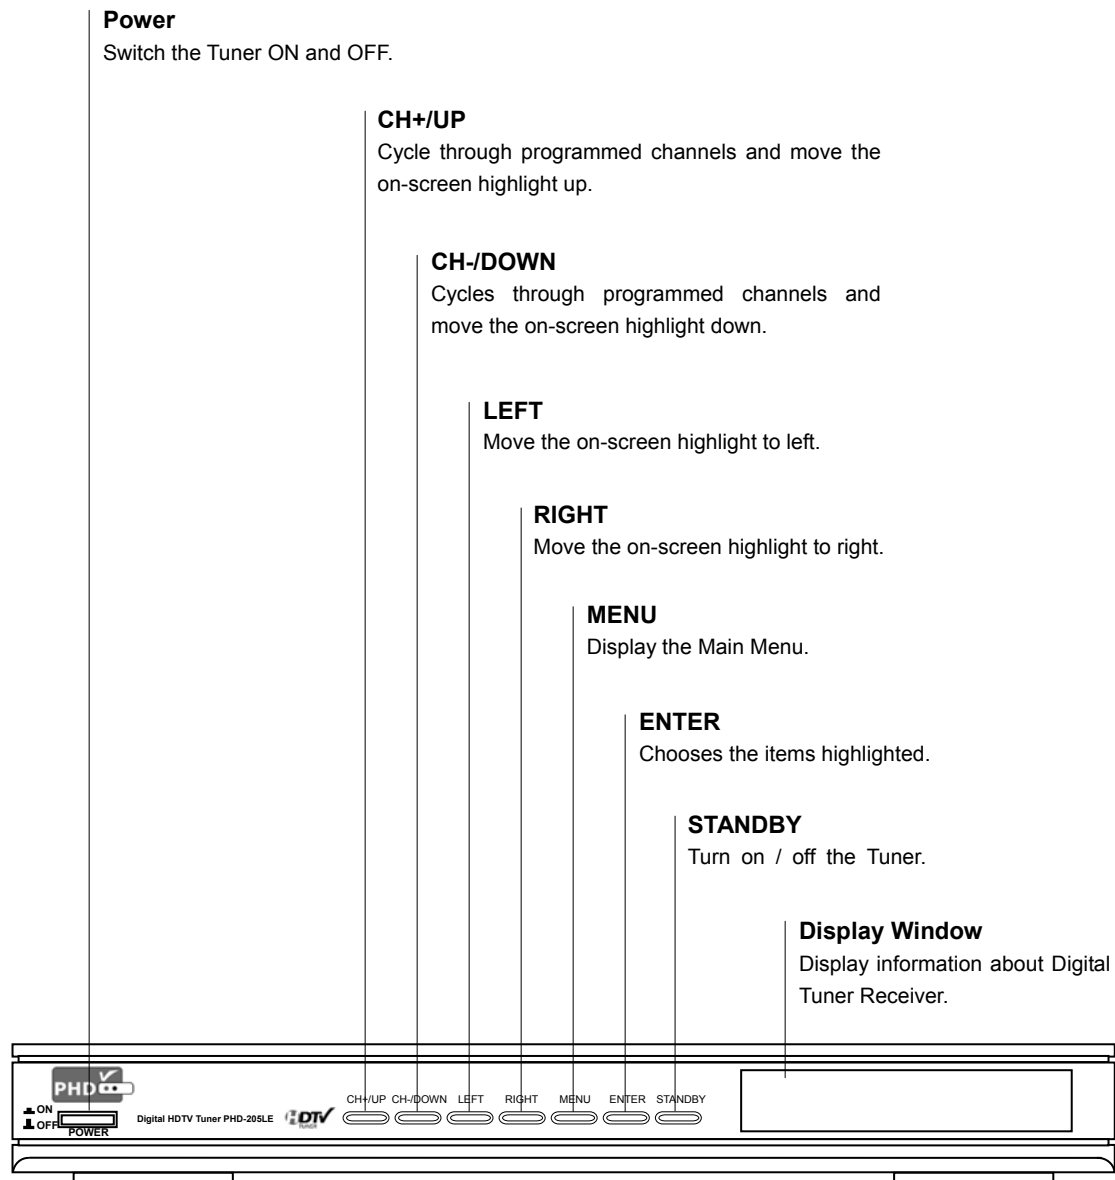 Power
Switch the Tuner ON and OFF.
CH+/UP
Cycle through programmed channels and move the
on-screen highlight up.
CH-/DOWN
Cycles through programmed channels and
move the on-screen highlight down.
LEFT
Move the on-screen highlight to left.
RIGHT
Move the on-screen highlight to right.
MENU
Display the Main Menu.
ENTER
Chooses the items highlighted.
STANDBY
Turn on / off the Tuner.
Display Window
Display information about Digital
Tuner Receiver.
PHD
ON
OFF
POWER
Digital HDTV Tuner PHD-205LE
HDTV
TUNER
CH+/UP CH-/DOWN LEFT RIGHT MENU ENTER STANDBY